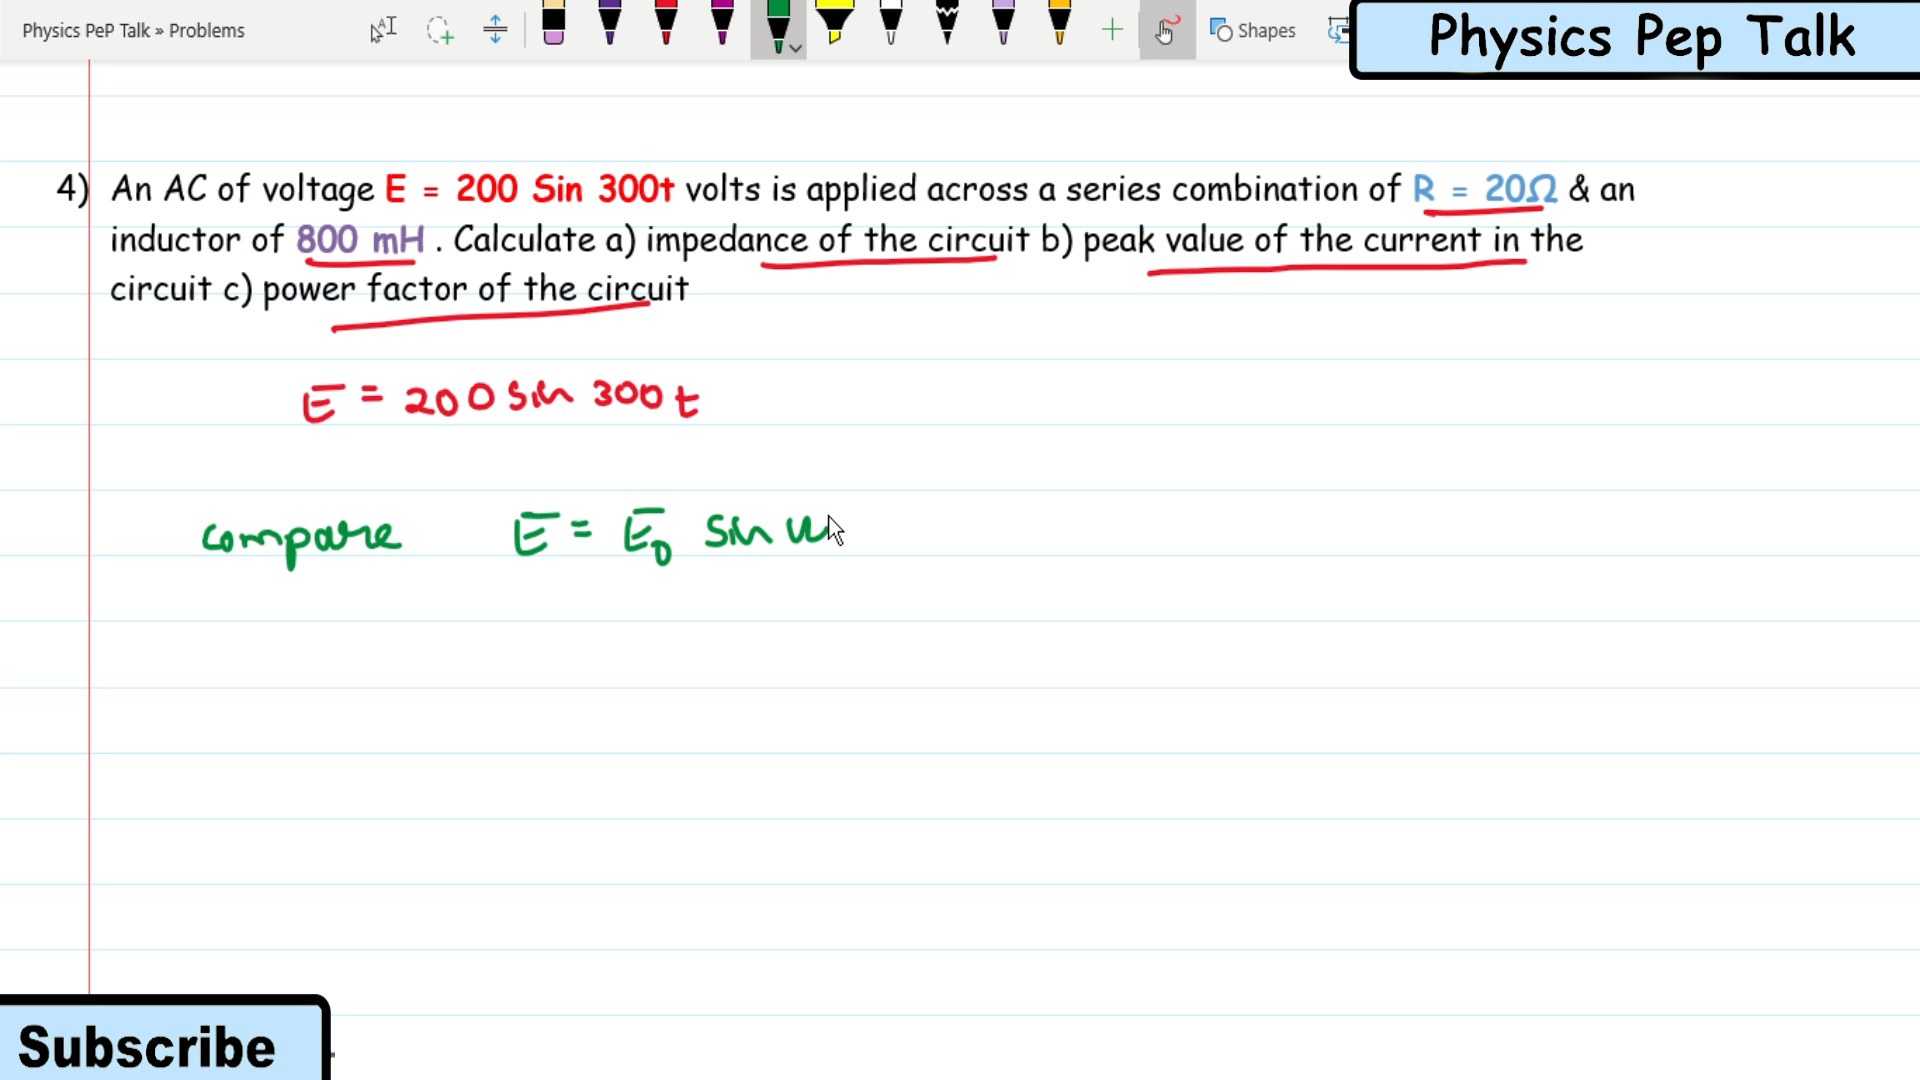 Physics PeP Talk » Problems
Shapes
Physics Pep Talk
4) An AC of voltage E = 200 Sin 300t volts is applied across a series combination of R = 20Ω & an
inductor of 800 mH . Calculate a) impedance of the circuit b) peak value of the current in the
circuit c) power factor of the circuit
E = 200 sin 300 t
compare E = E₀ sin ω
Subscribe